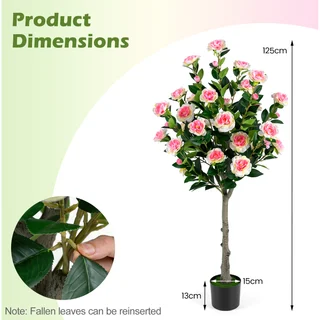 Product
Dimensions
125cm
15cm
13cm
Note: Fallen leaves can be reinserted